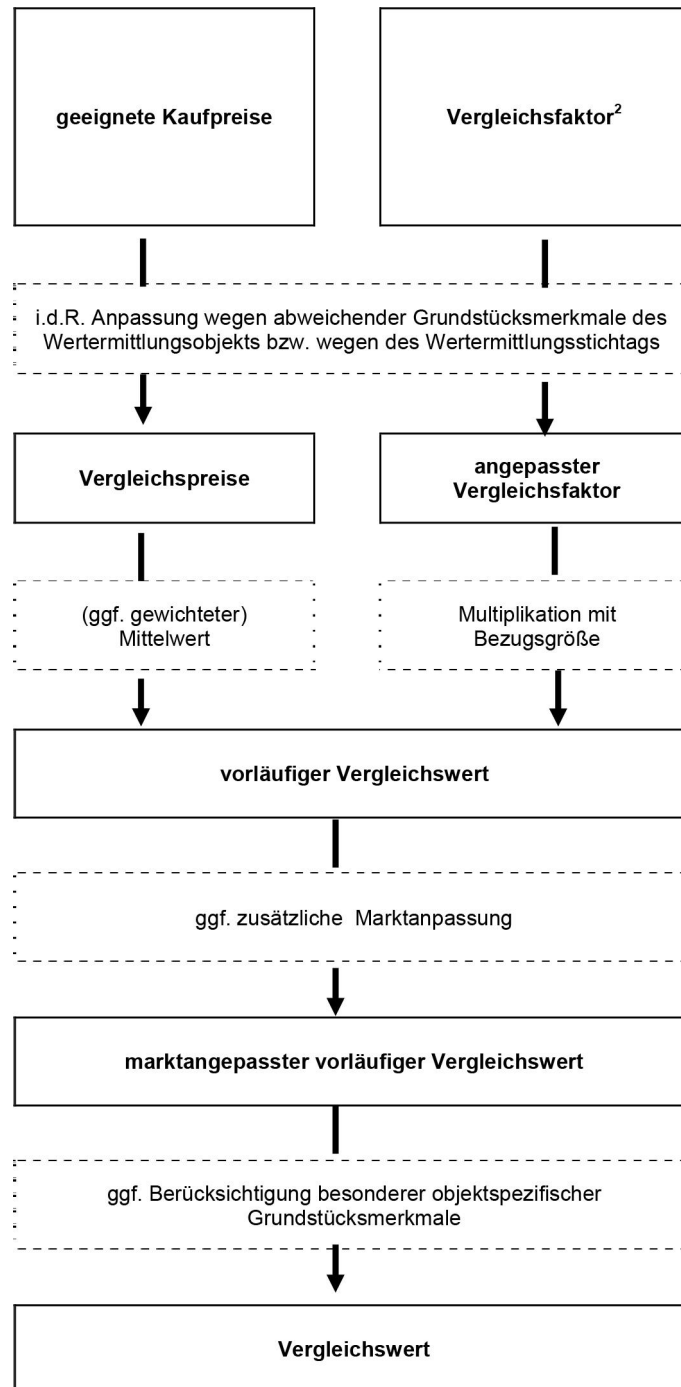 geeignete Kaufpreise
Vergleichsfaktor²
i.d.R. Anpassung wegen abweichender Grundstücksmerkmale des
Wertermittlungsobjekts bzw. wegen des Wertermittlungsstichtags
Vergleichspreise
angepasster
Vergleichsfaktor
(ggf. gewichteter)
Mittelwert
Multiplikation mit
Bezugsgröße
vorläufiger Vergleichswert
ggf. zusätzliche Marktanpassung
marktangepasster vorläufiger Vergleichswert
ggf. Berücksichtigung besonderer objektspezifischer
Grundstücksmerkmale
Vergleichswert